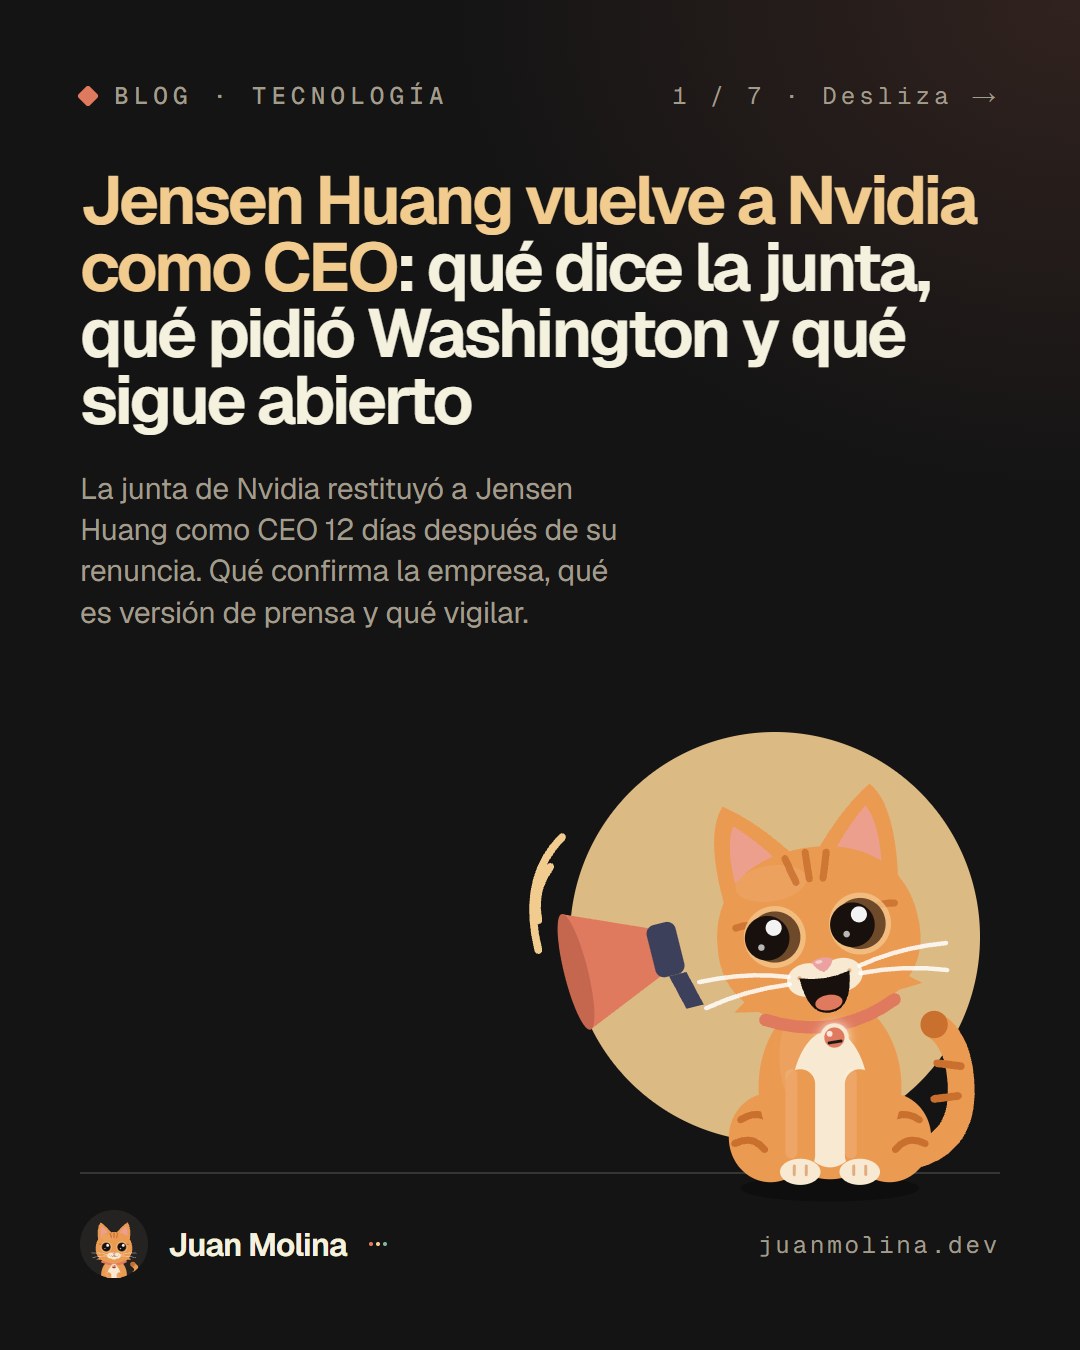 BLOG · TECNOLOGÍA
1 / 7 · Desliza →
Jensen Huang vuelve a Nvidia
como CEO: qué dice la junta,
qué pidió Washington y qué
sigue abierto
La junta de Nvidia restituyó a Jensen
Huang como CEO 12 días después de su
renuncia. Qué confirma la empresa, qué
es versión de prensa y qué vigilar.
Juan Molina
juanmolina.dev